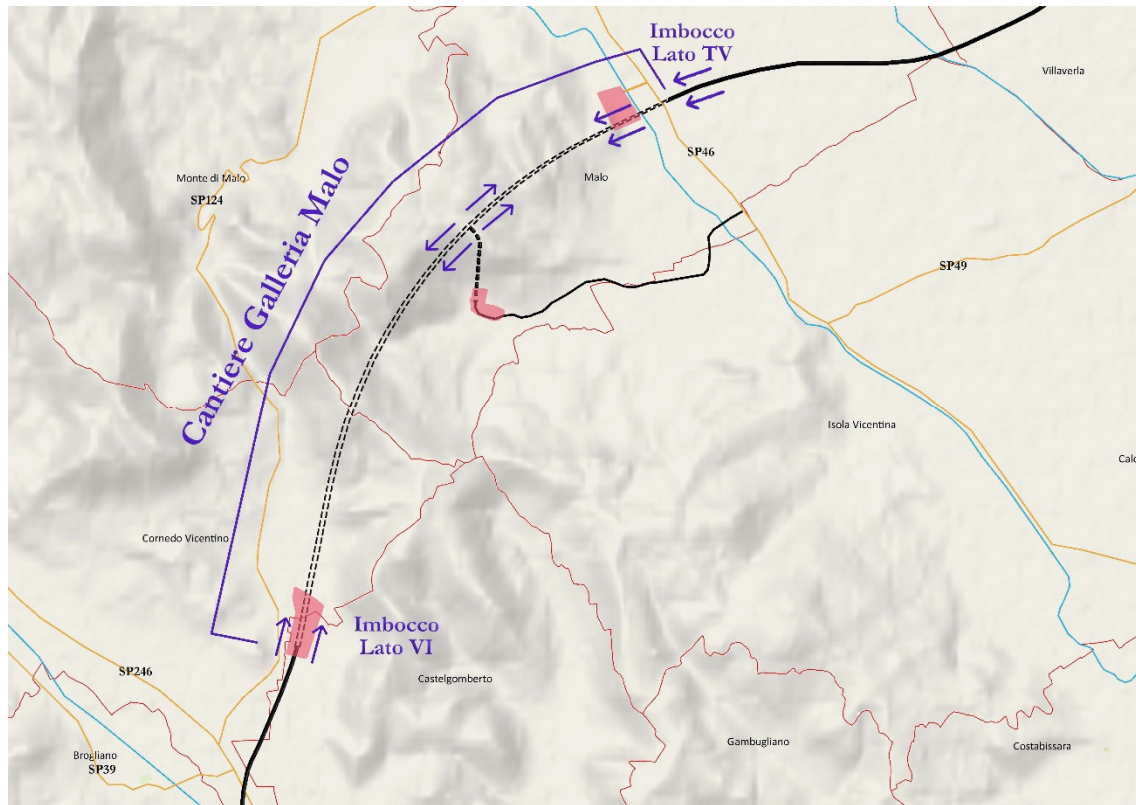 Imbocco
Lato TV
Villaverla
SP46
Malo
Monte di Malo
SP124
Cantiere Galleria Malo
SP49
Isola Vicentina
Calc
Cornedo Vicentino
Imbocco
Lato VI
SP246
Castelgomberto
Gambugliano
Costabissara
Brogliano
SP39